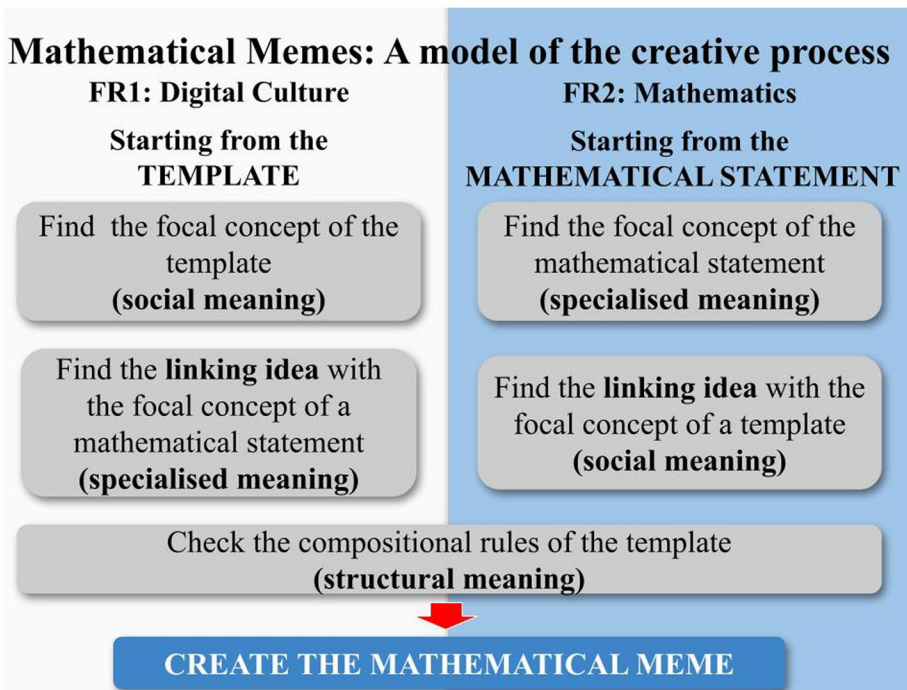 Mathematical Memes: A model of the creative process
FR1: Digital Culture
Starting from the
TEMPLATE
Find the focal concept of the
template
(social meaning)
Find the linking idea with
the focal concept of a
mathematical statement
(specialised meaning)
FR2: Mathematics
Starting from the
MATHEMATICAL STATEMENT
Find the focal concept of the
mathematical statement
(specialised meaning)
Find the linking idea with the
focal concept of a template
(social meaning)
Check the compositional rules of the template
(structural meaning)
CREATE THE MATHEMATICAL MEME